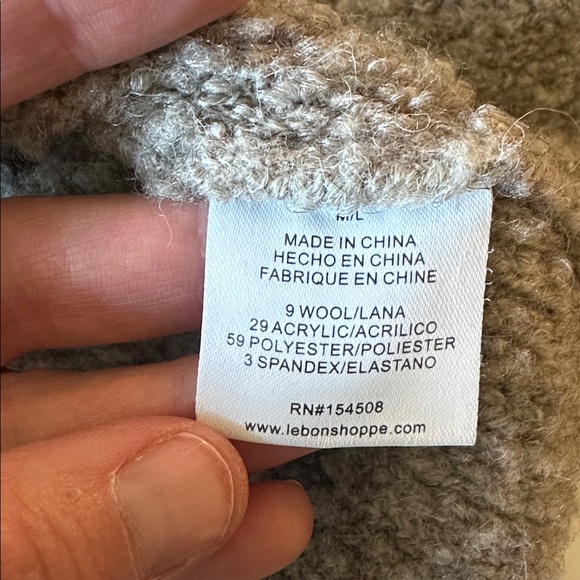 M/L
MADE IN CHINA
HECHO EN CHINA
FABRIQUE EN CHINE
9 WOOL/LANA
29 ACRYLIC/ACRILICO
59 POLYESTER/POLIESTER
3 SPANDEX/ELASTANO
RN#154508
www.lebonshoppe.com